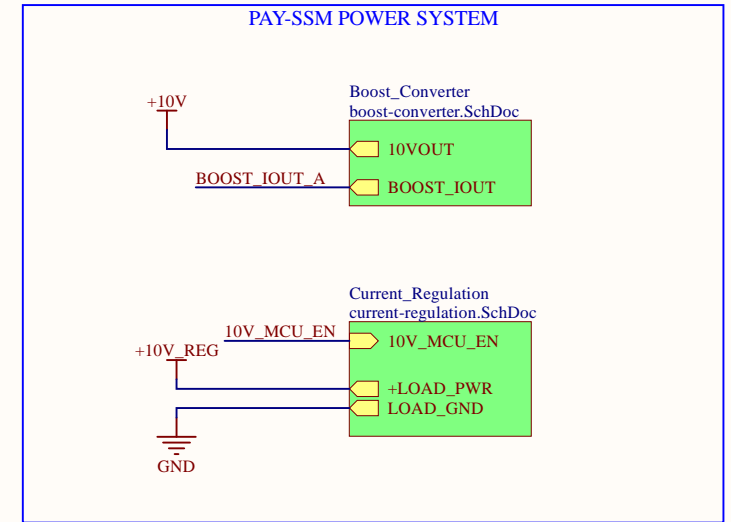 PAY-SSM POWER SYSTEM
Boost_Converter
boost-converter.SchDoc
+10V
10VOUT
BOOST_IOUT_A
BOOST_IOUT
Current_Regulation
current-regulation.SchDoc
10V_MCU_EN
10V_MCU_EN
+10V_REG
+LOAD_PWR
LOAD_GND
GND